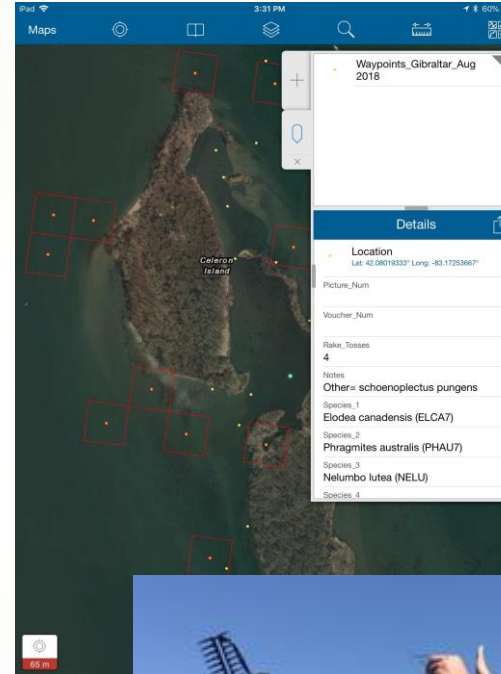 iPad 3:31 PM 60%
Maps
Waypoints_Gibraltar_Aug
2018
Celeron
Island
Details
Location
Lat: 42.08019333° Long: -83.17253667°
Picture_Num
Voucher_Num
Rake_Tosses
4
Notes
Other= schoenoplectus pungens
Species_1
Elodea canadensis (ELCA7)
Species_2
Phragmites australis (PHAU7)
Species_3
Nelumbo lutea (NELU)
Species_4
65 m